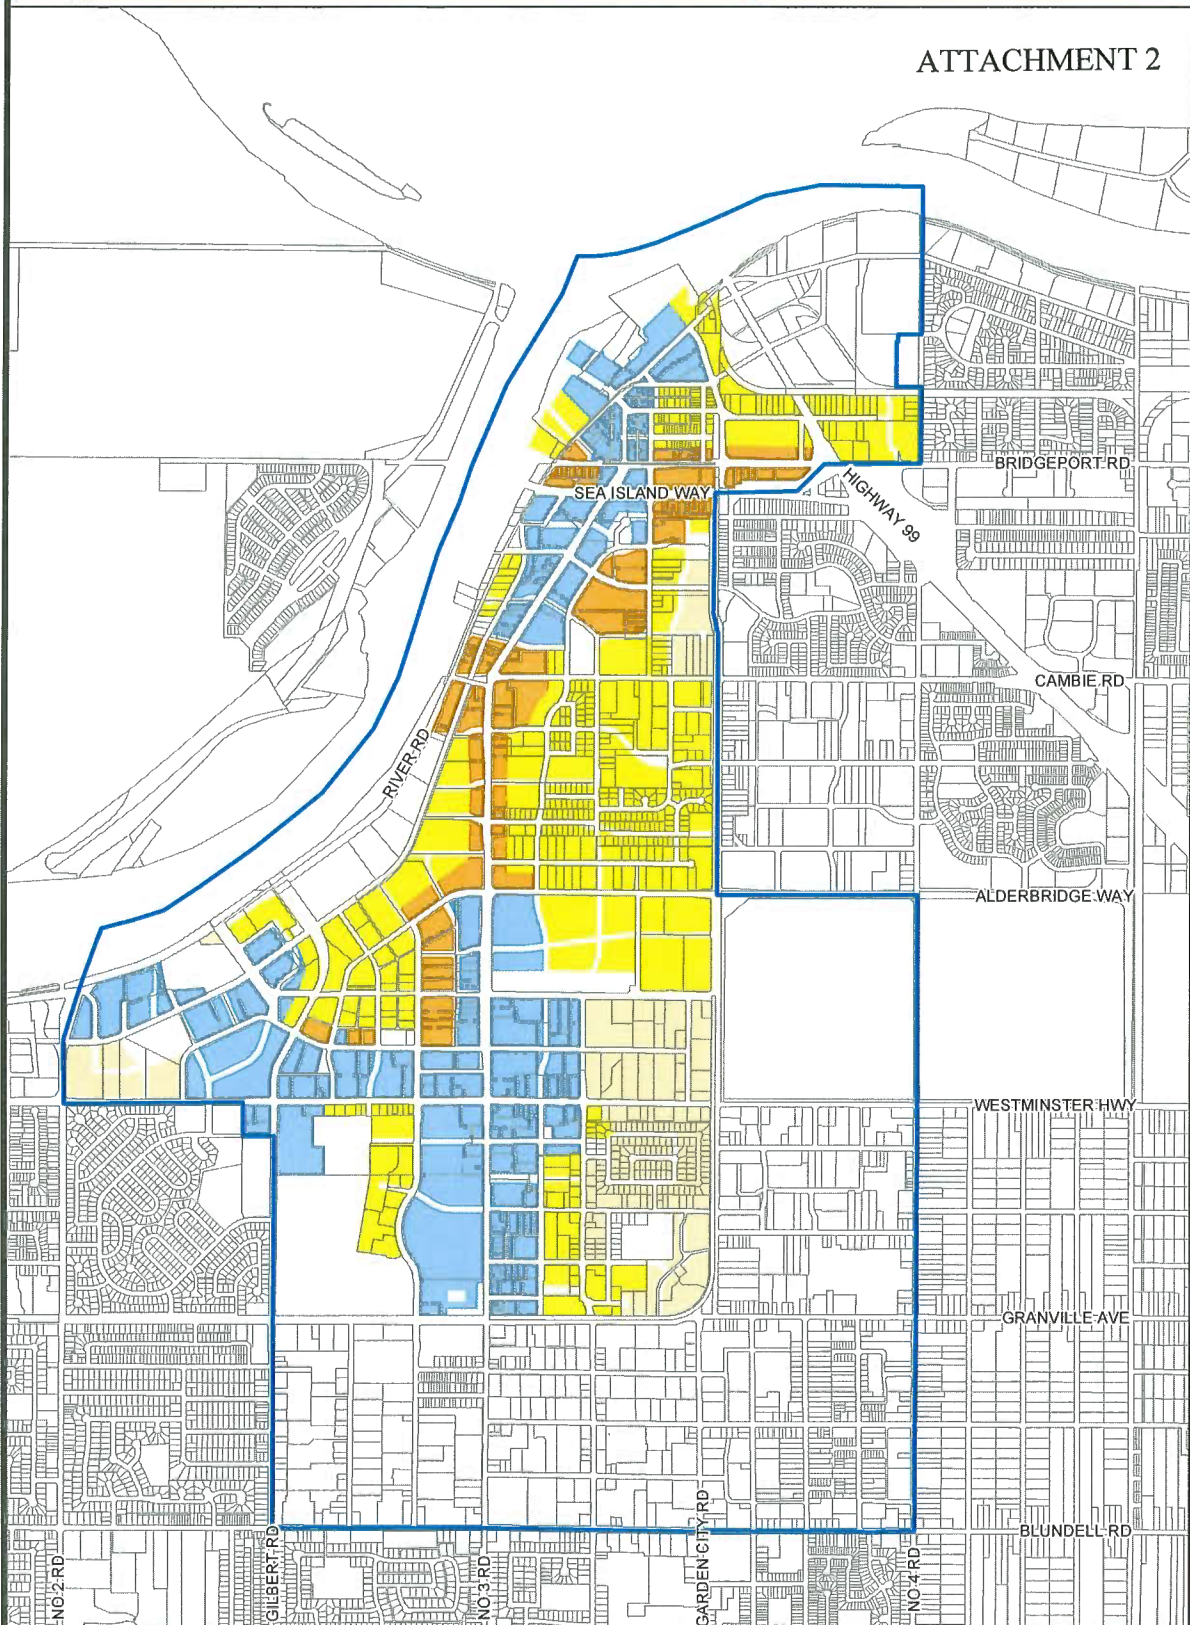 ATTACHMENT 2
BRIDGEPORT RD
SEA ISLAND WAY
HIGHWAY 99
CAMBIE RD
RIVER RD
ALDERBRIDGE WAY
WESTMINSTER HWY
GRANVILLE AVE
BLUNDELL RD
NO 2 RD
GILBERT RD
NO 3 RD
GARDEN CITY RD
NO 4 RD